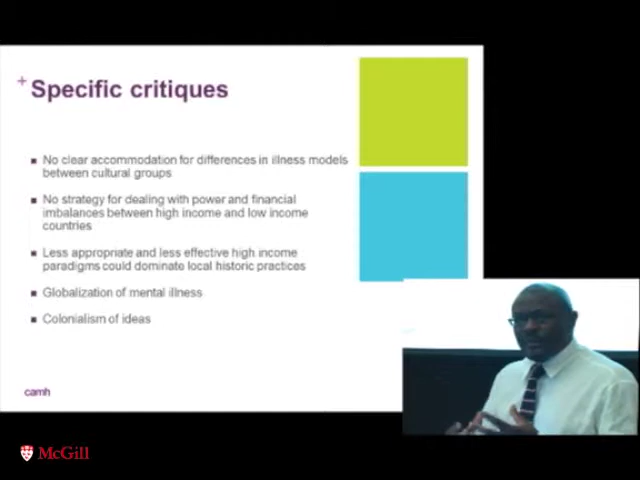 + Specific critiques
■ No clear accommodation for differences in illness models
between cultural groups
■ No strategy for dealing with power and financial
imbalances between high income and low income
countries
■ Less appropriate and less effective high income
paradigms could dominate local historic practices
■ Globalization of mental illness
■ Colonialism of ideas
camh
McGill